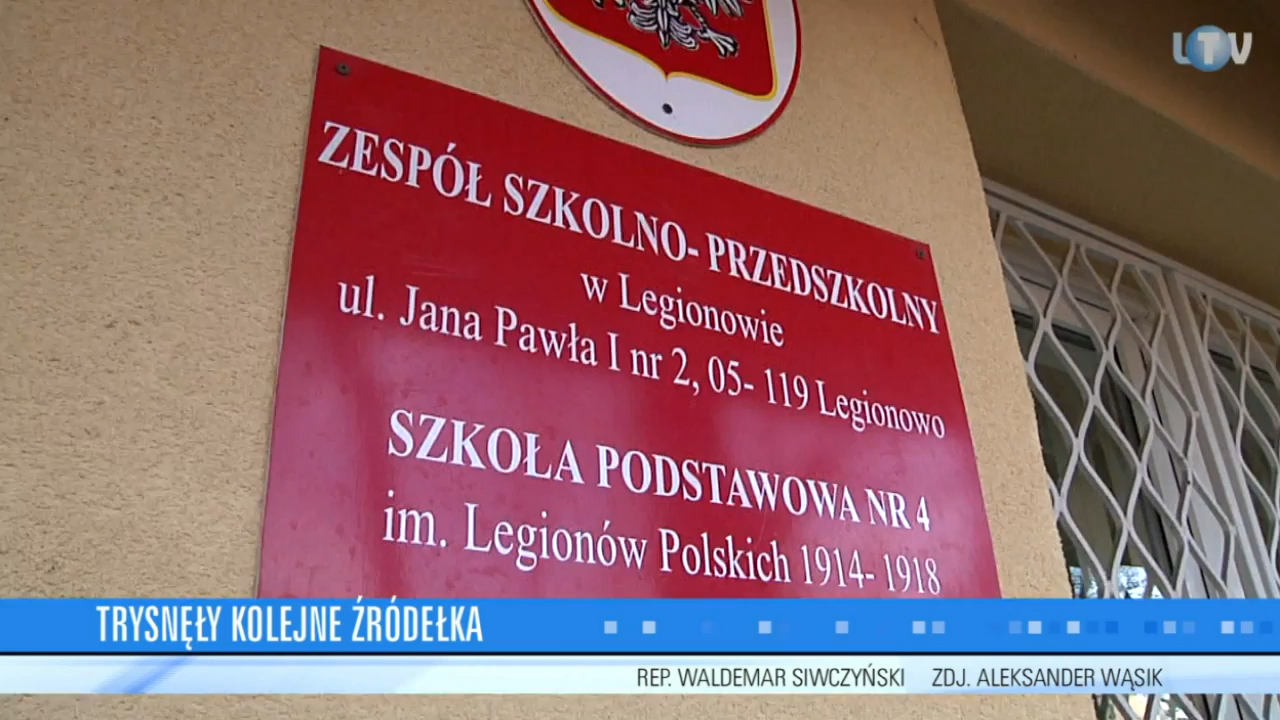 LTV
ZESPÓŁ SZKOLNO- PRZEDSZKOLNY
w Legionowie
ul. Jana Pawła I nr 2, 05- 119 Legionowo
SZKOŁA PODSTAWOWA NR 4
im. Legionów Polskich 1914- 1918
TRYSNĘŁY KOLEJNE ŹRÓDEŁKA
REP. WALDEMAR SIWCZYŃSKI ZDJ. ALEKSANDER WĄSIK